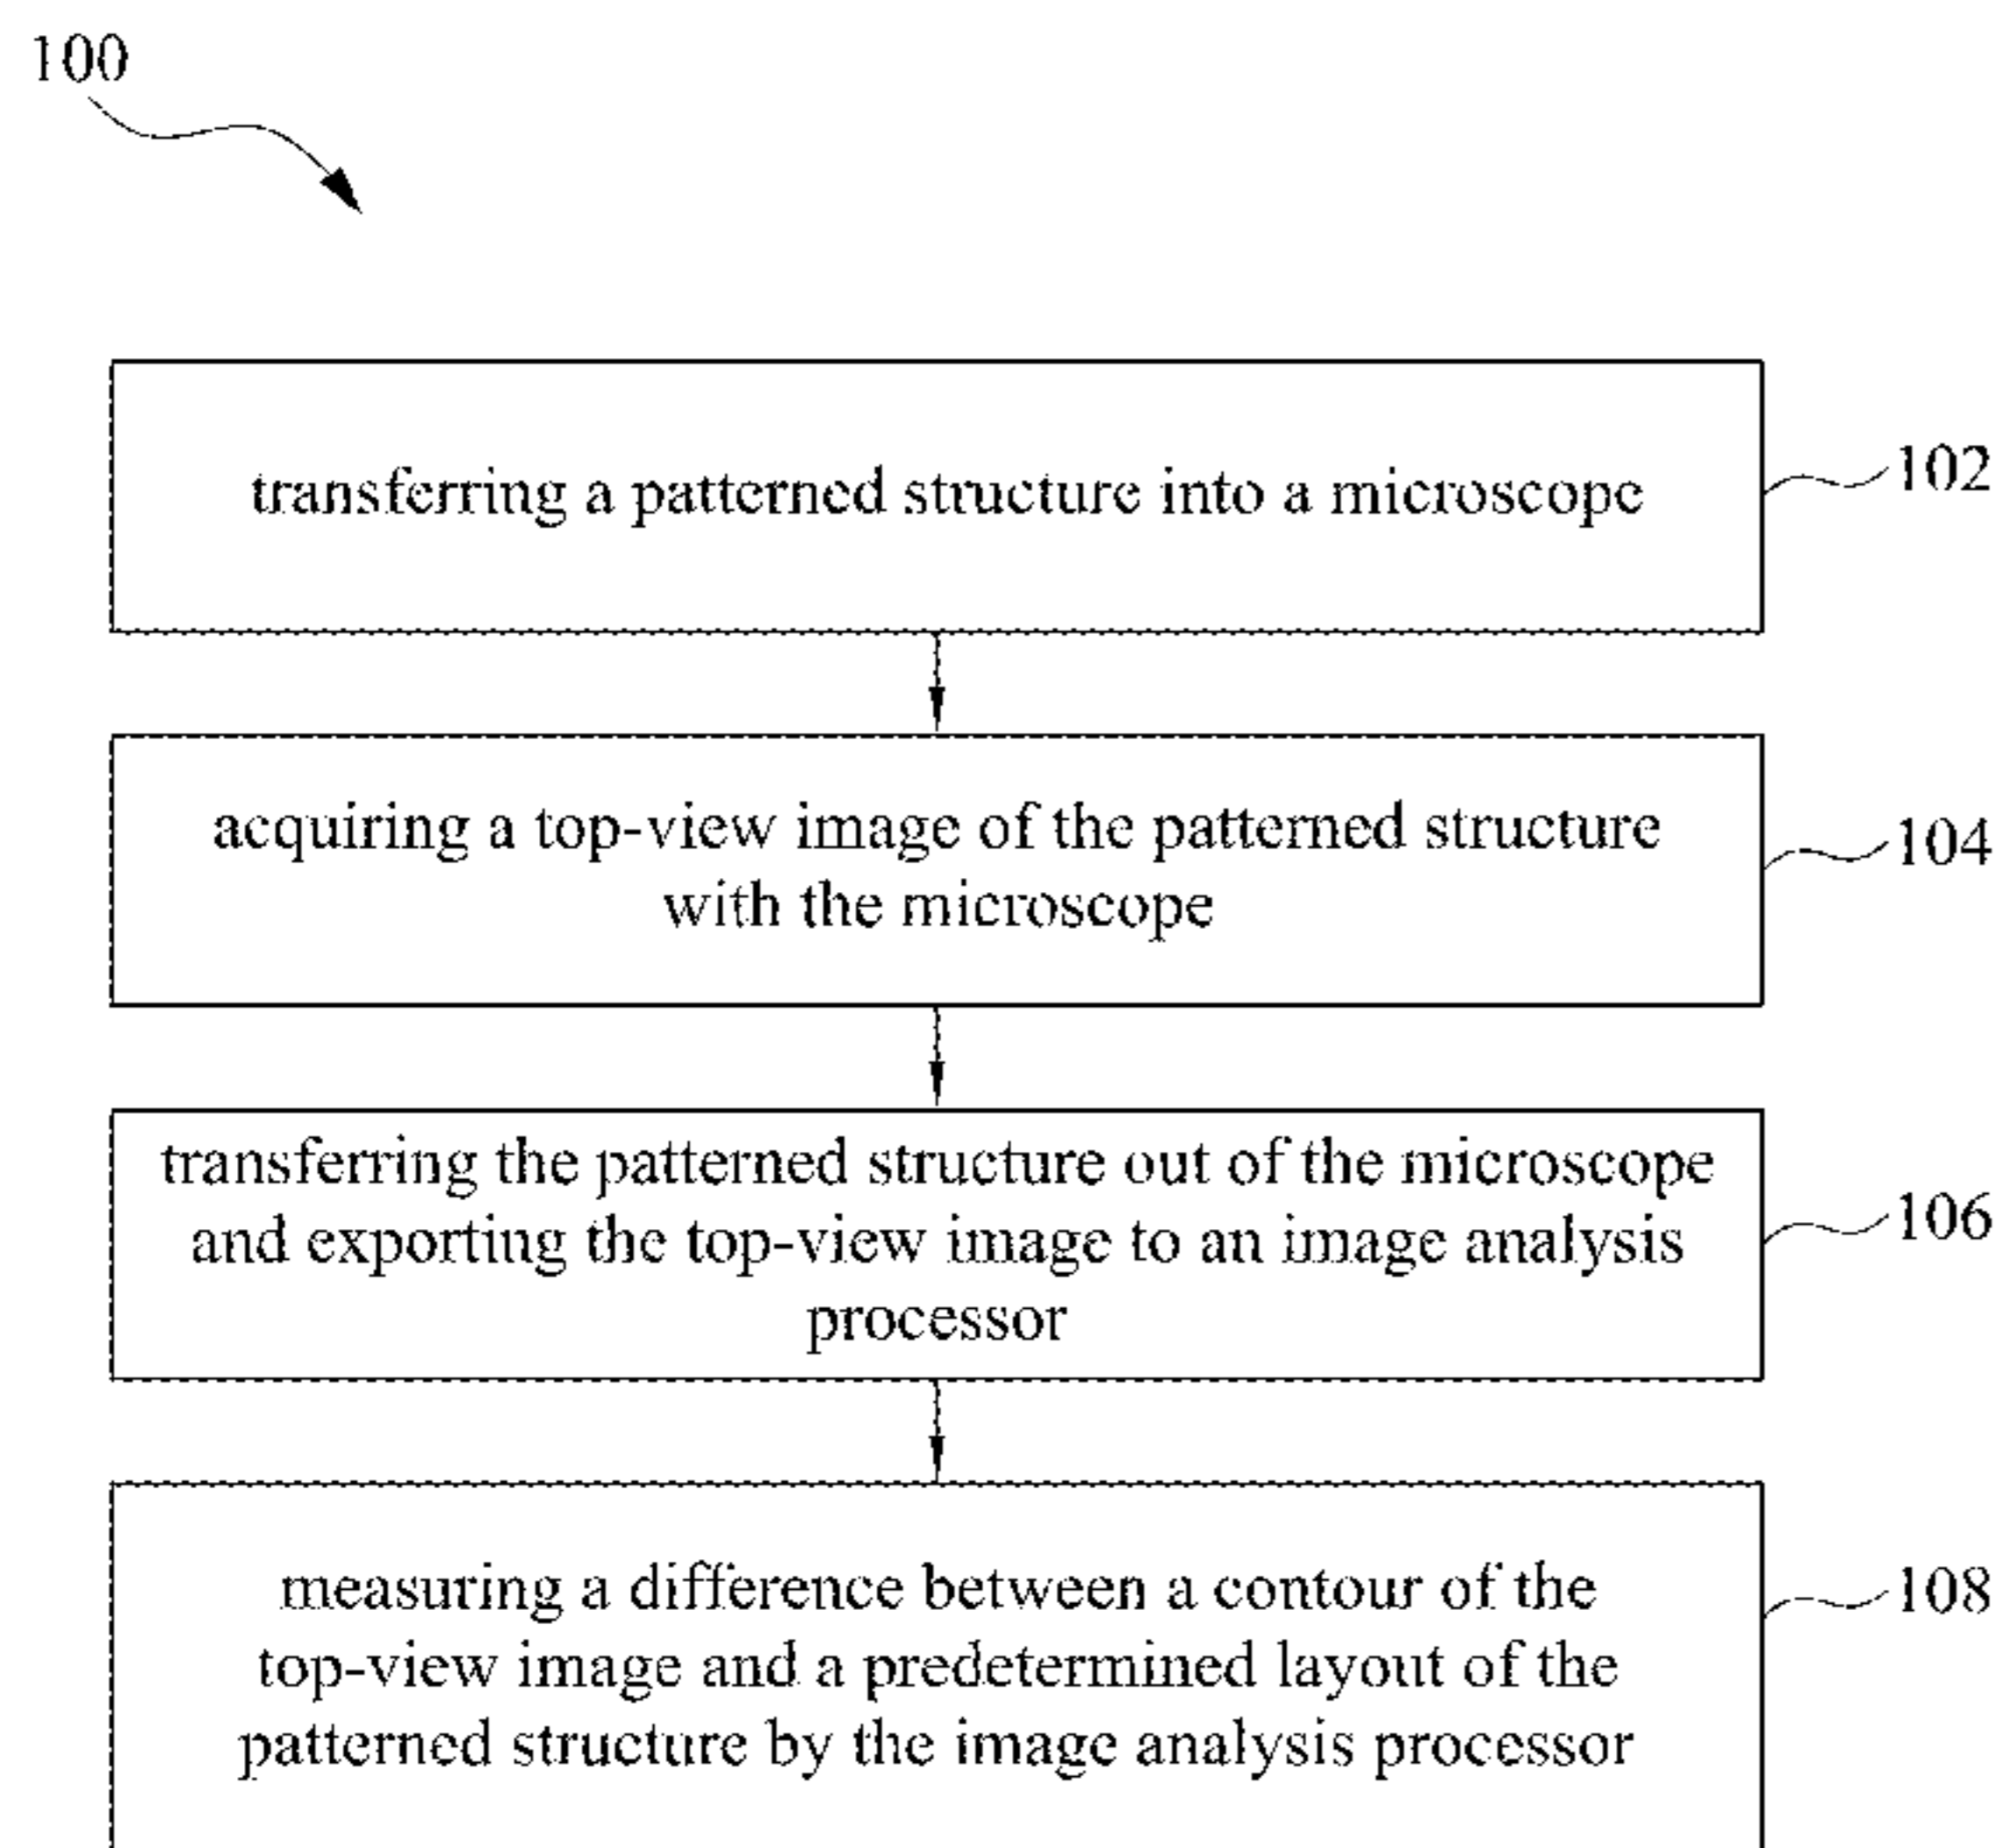 100
transferring a patterned structure into a microscope
102
acquiring a top-view image of the patterned structure
with the microscope
104
transferring the patterned structure out of the microscope
and exporting the top-view image to an image analysis
processor
106
measuring a difference between a contour of the
top-view image and a predetermined layout of the
patterned structure by the image analysis processor
108